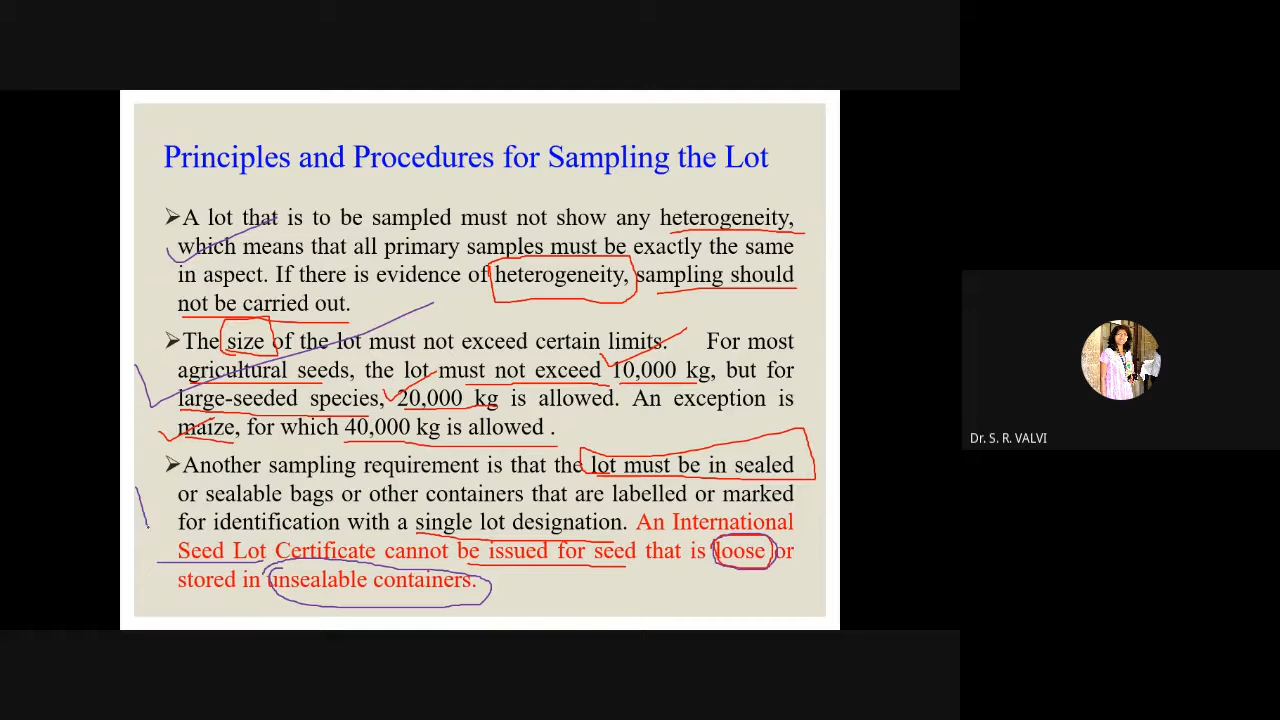 Principles and Procedures for Sampling the Lot
➢A lot that is to be sampled must not show any heterogeneity,
which means that all primary samples must be exactly the same
in aspect. If there is evidence of heterogeneity, sampling should
not be carried out.
➢The size of the lot must not exceed certain limits. For most
agricultural seeds, the lot must not exceed 10,000 kg, but for
large-seeded species, 20,000 kg is allowed. An exception is
maize, for which 40,000 kg is allowed .
➢Another sampling requirement is that the lot must be in sealed
or sealable bags or other containers that are labelled or marked
for identification with a single lot designation. An International
Seed Lot Certificate cannot be issued for seed that is loose or
stored in unsealable containers.
Dr. S. R. VALVI